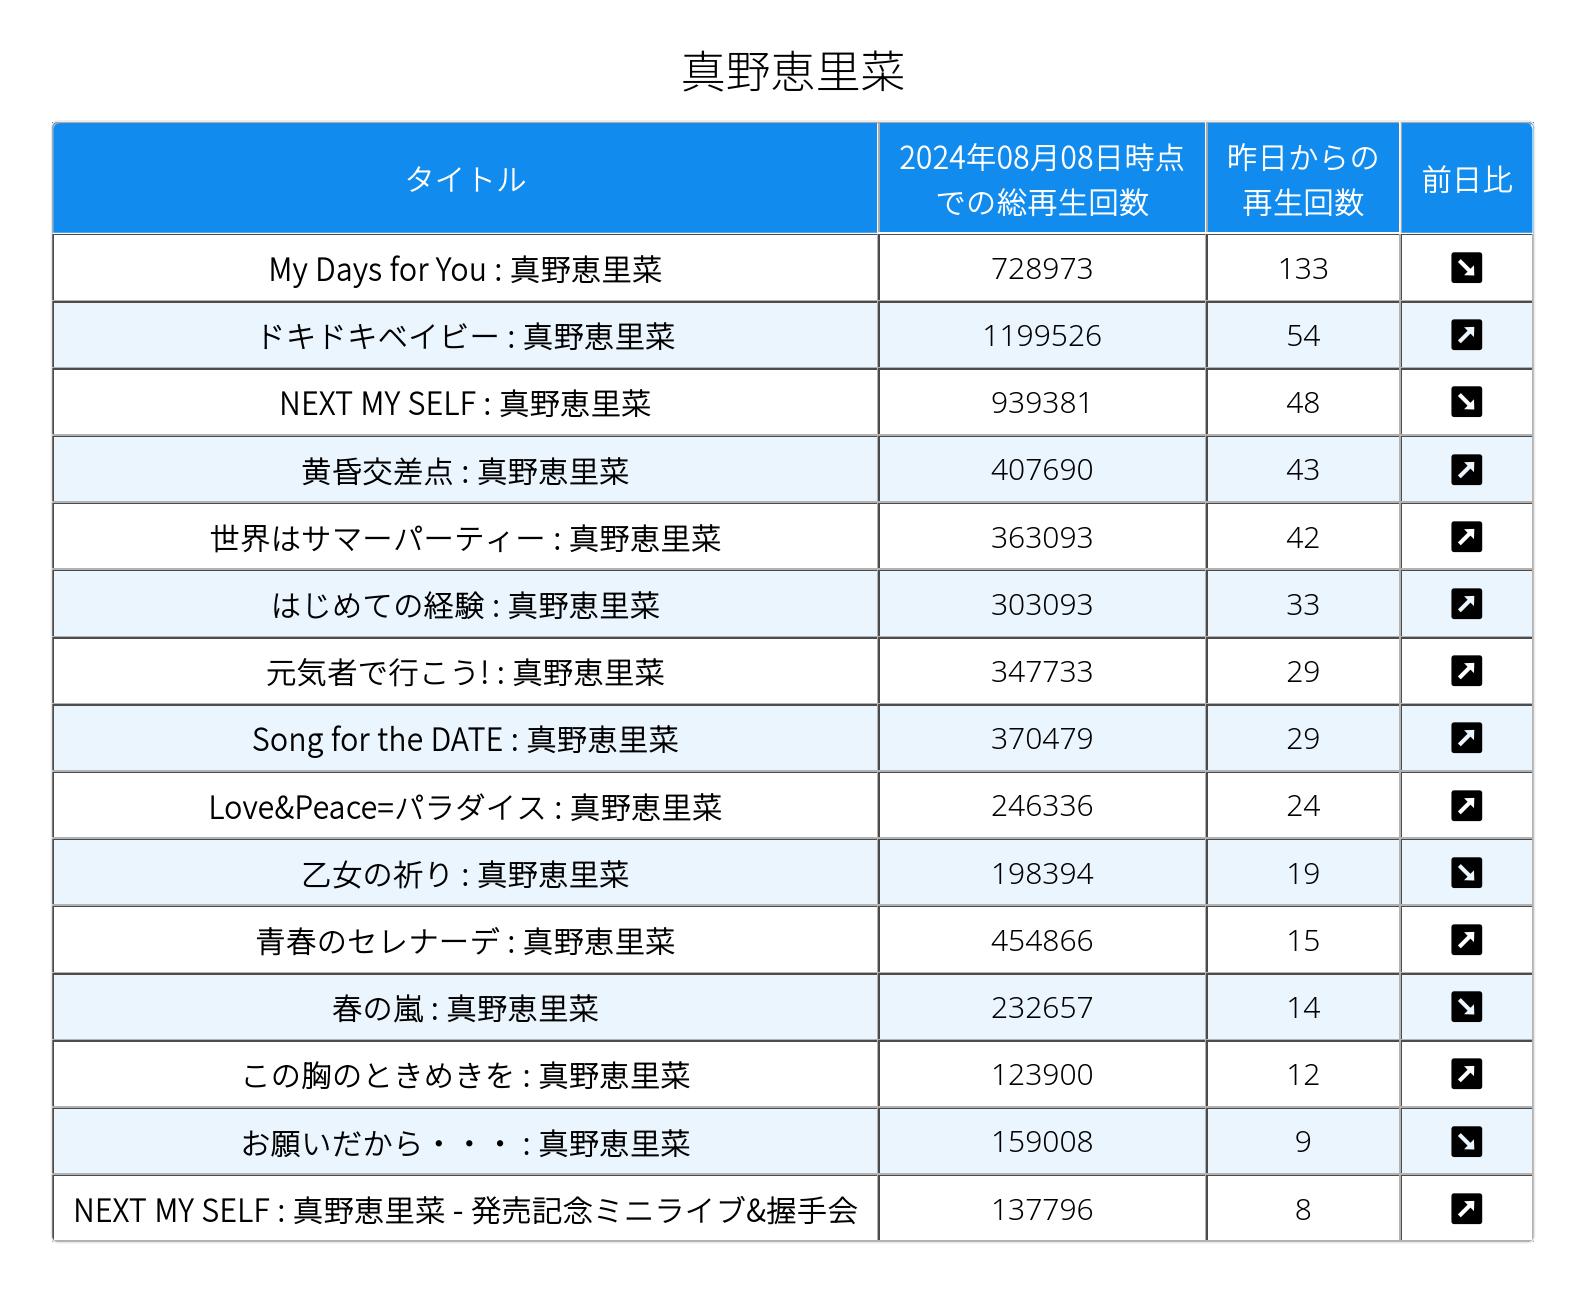 真野恵里菜
タイトル 2024年08月08日時点での総再生回数 昨日からの再生回数 前日比
My Days for You : 真野恵里菜 728973 133 ↘
ドキドキベイビー : 真野恵里菜 1199526 54 ↗
NEXT MY SELF : 真野恵里菜 939381 48 ↘
黄昏交差点 : 真野恵里菜 407690 43 ↗
世界はサマーパーティー : 真野恵里菜 363093 42 ↗
はじめての経験 : 真野恵里菜 303093 33 ↗
元気者で行こう! : 真野恵里菜 347733 29 ↗
Song for the DATE : 真野恵里菜 370479 29 ↗
Love&Peace=パラダイス : 真野恵里菜 246336 24 ↗
乙女の祈り : 真野恵里菜 198394 19 ↘
青春のセレナーデ : 真野恵里菜 454866 15 ↗
春の嵐 : 真野恵里菜 232657 14 ↘
この胸のときめきを : 真野恵里菜 123900 12 ↗
お願いだから・・・ : 真野恵里菜 159008 9 ↘
NEXT MY SELF : 真野恵里菜 - 発売記念ミニライブ&握手会 137796 8 ↗